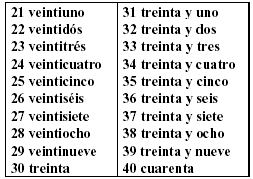 21 veintiuno
22 veintidós
23 veintitrés
24 veinticuatro
25 veinticinco
26 veintiséis
27 veintisiete
28 veintiocho
29 veintinueve
30 treinta
31 treinta y uno
32 treinta y dos
33 treinta y tres
34 treinta y cuatro
35 treinta y cinco
36 treinta y seis
37 treinta y siete
38 treinta y ocho
39 treinta y nueve
40 cuarenta